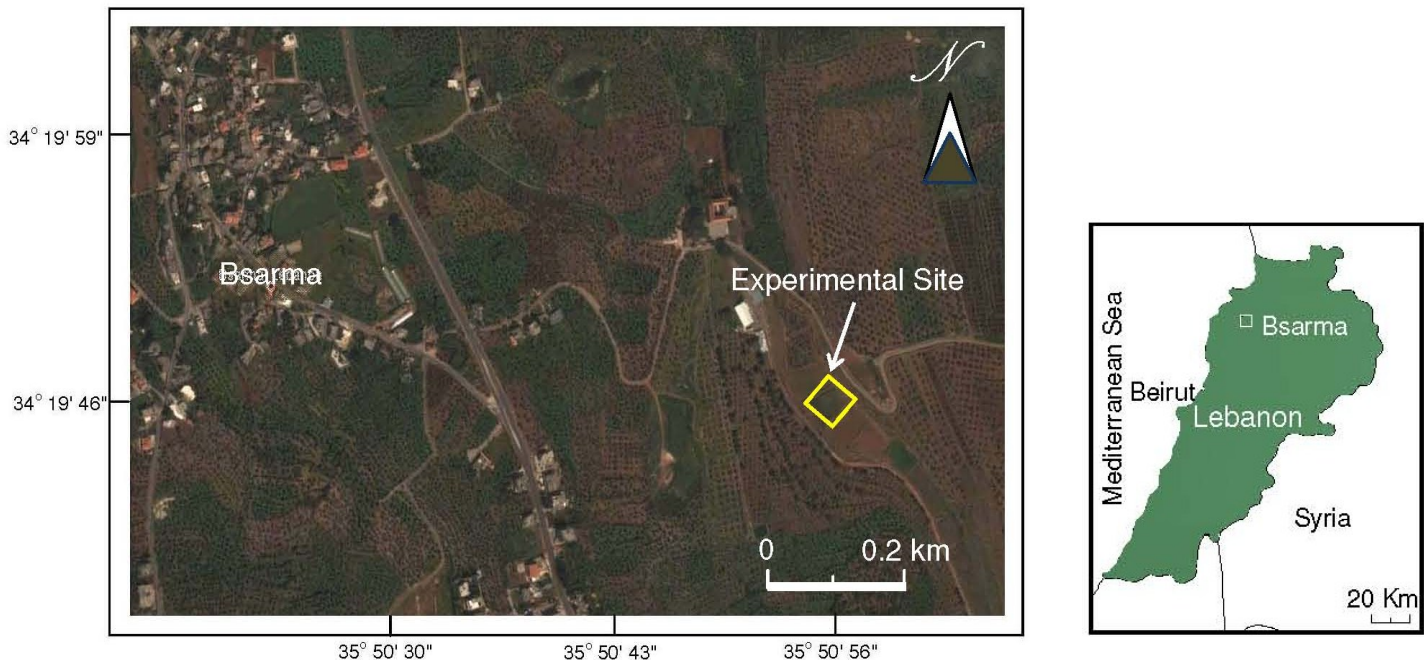 N
34° 19' 59"
Bsarma
Experimental Site
34° 19' 46"
0 0.2 km
35° 50' 30" 35° 50' 43" 35° 50' 56"
Mediterranean Sea
Bsarma
Beirut
Lebanon
Syria
20 Km